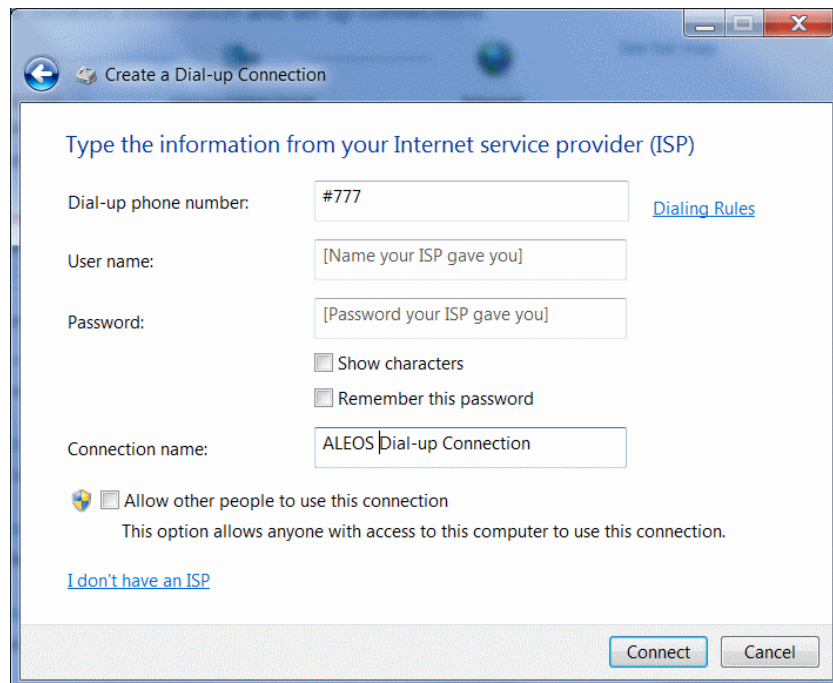 Create a Dial-up Connection
Type the information from your Internet service provider (ISP)
Dial-up phone number:
#777
Dialing Rules
User name:
[Name your ISP gave you]
Password:
[Password your ISP gave you]
Show characters
Remember this password
Connection name:
ALEOS Dial-up Connection
Allow other people to use this connection
This option allows anyone with access to this computer to use this connection.
I don't have an ISP
Connect
Cancel